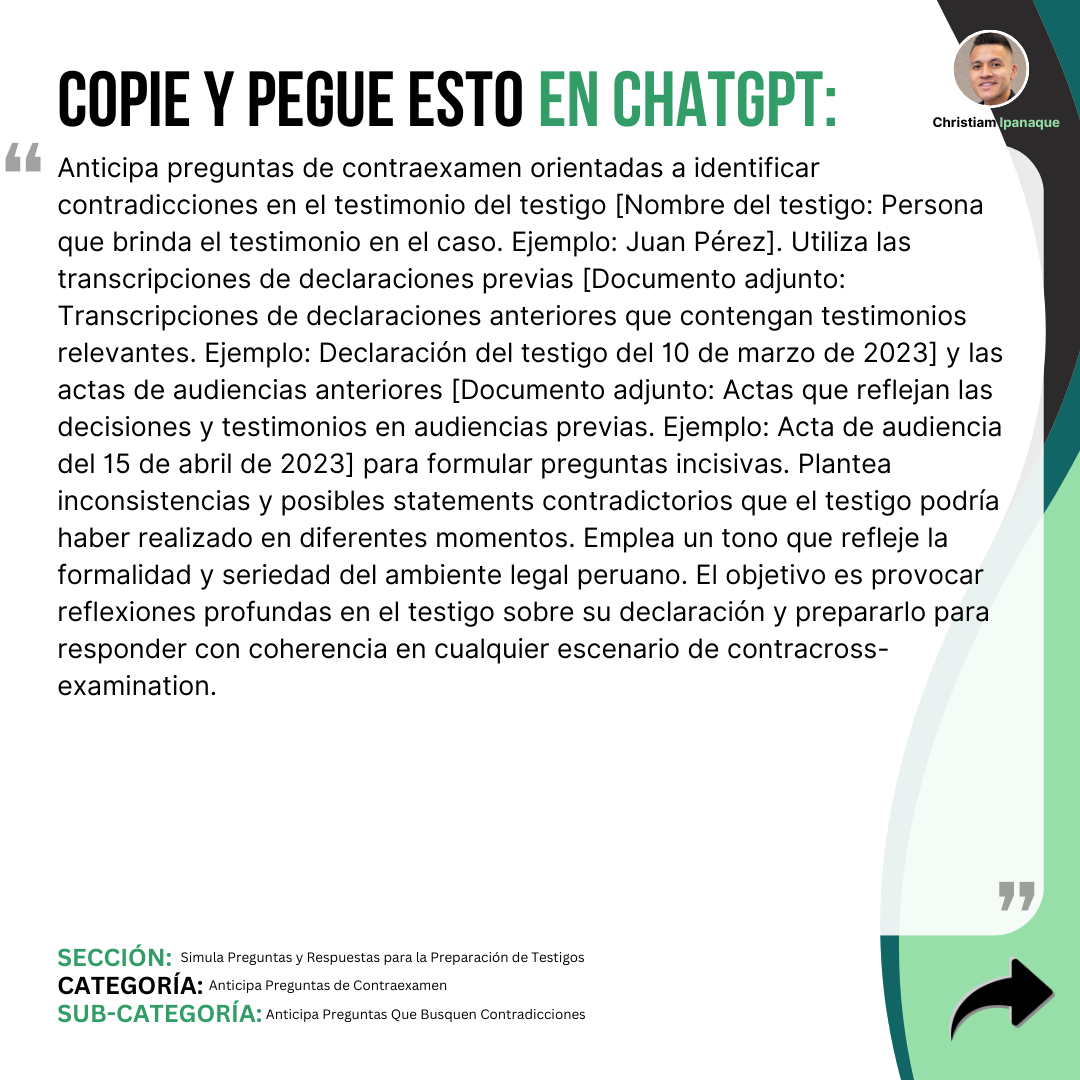 COPIE Y PEGUE ESTO EN CHATGPT:
Christiam Ipanaque
“
Anticipa preguntas de contraexamen orientadas a identificar
contradicciones en el testimonio del testigo [Nombre del testigo: Persona
que brinda el testimonio en el caso. Ejemplo: Juan Pérez]. Utiliza las
transcripciones de declaraciones previas [Documento adjunto:
Transcripciones de declaraciones anteriores que contengan testimonios
relevantes. Ejemplo: Declaración del testigo del 10 de marzo de 2023] y las
actas de audiencias anteriores [Documento adjunto: Actas que reflejan las
decisiones y testimonios en audiencias previas. Ejemplo: Acta de audiencia
del 15 de abril de 2023] para formular preguntas incisivas. Plantea
inconsistencias y posibles statements contradictorios que el testigo podría
haber realizado en diferentes momentos. Emplea un tono que refleje la
formalidad y seriedad del ambiente legal peruano. El objetivo es provocar
reflexiones profundas en el testigo sobre su declaración y prepararlo para
responder con coherencia en cualquier escenario de contracross-
examination.
”
SECCIÓN: Simula Preguntas y Respuestas para la Preparación de Testigos
CATEGORÍA: Anticipa Preguntas de Contraexamen
SUB-CATEGORÍA: Anticipa Preguntas Que Busquen Contradicciones